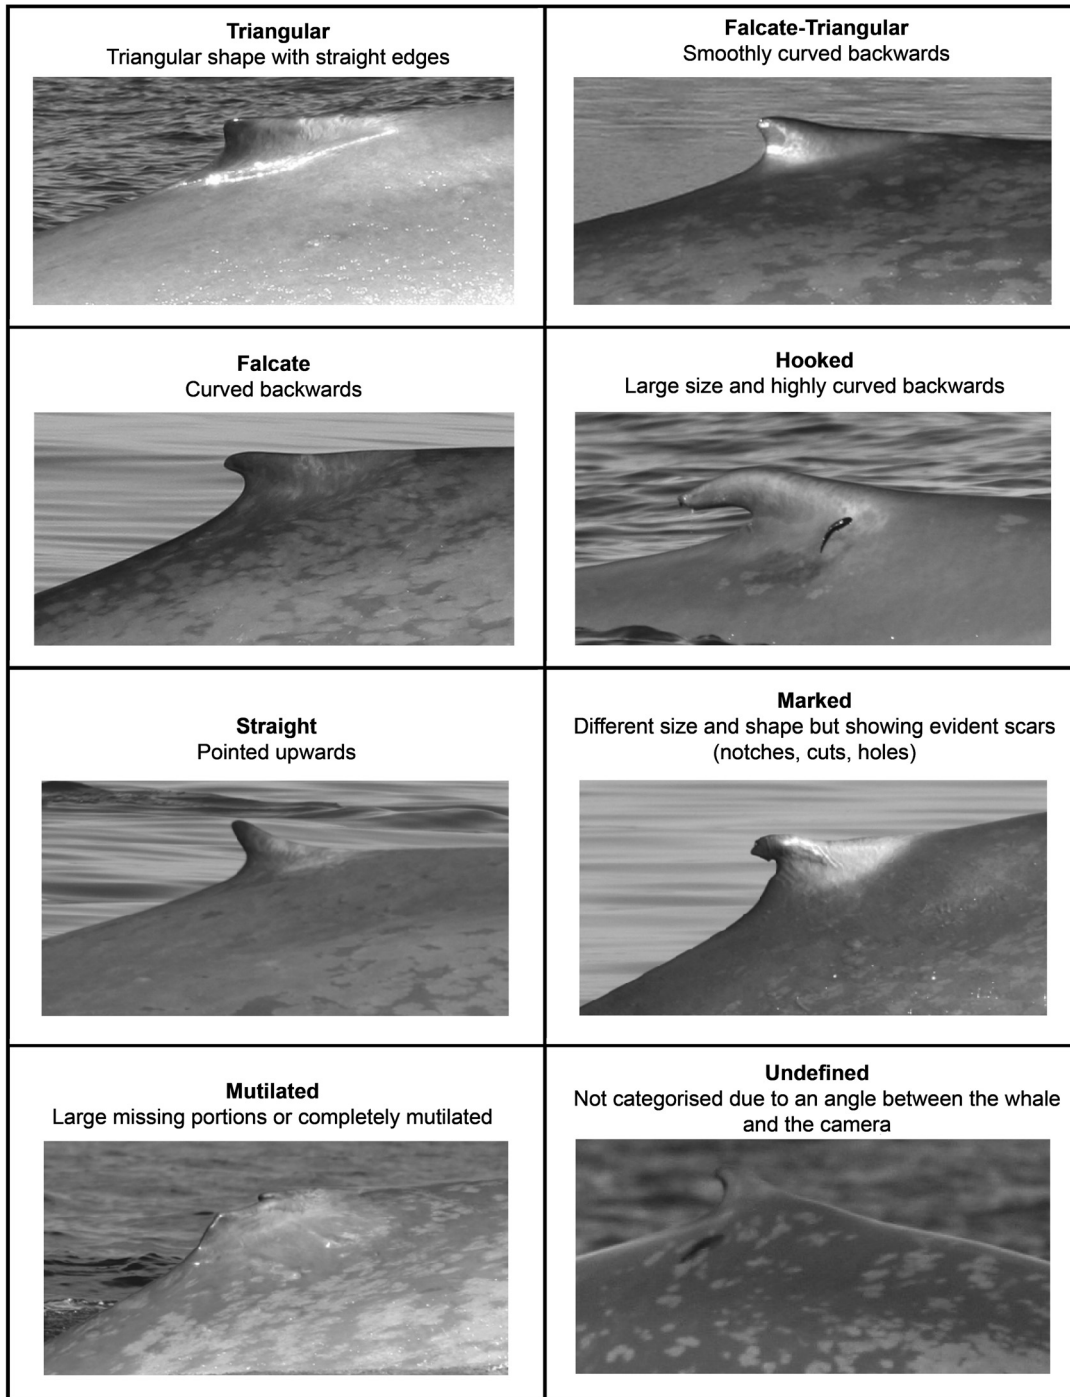 Triangular
Triangular shape with straight edges
Falcate-Triangular
Smoothly curved backwards
Falcate
Curved backwards
Hooked
Large size and highly curved backwards
Straight
Pointed upwards
Marked
Different size and shape but showing evident scars
(notches, cuts, holes)
Mutilated
Large missing portions or completely mutilated
Undefined
Not categorised due to an angle between the whale
and the camera